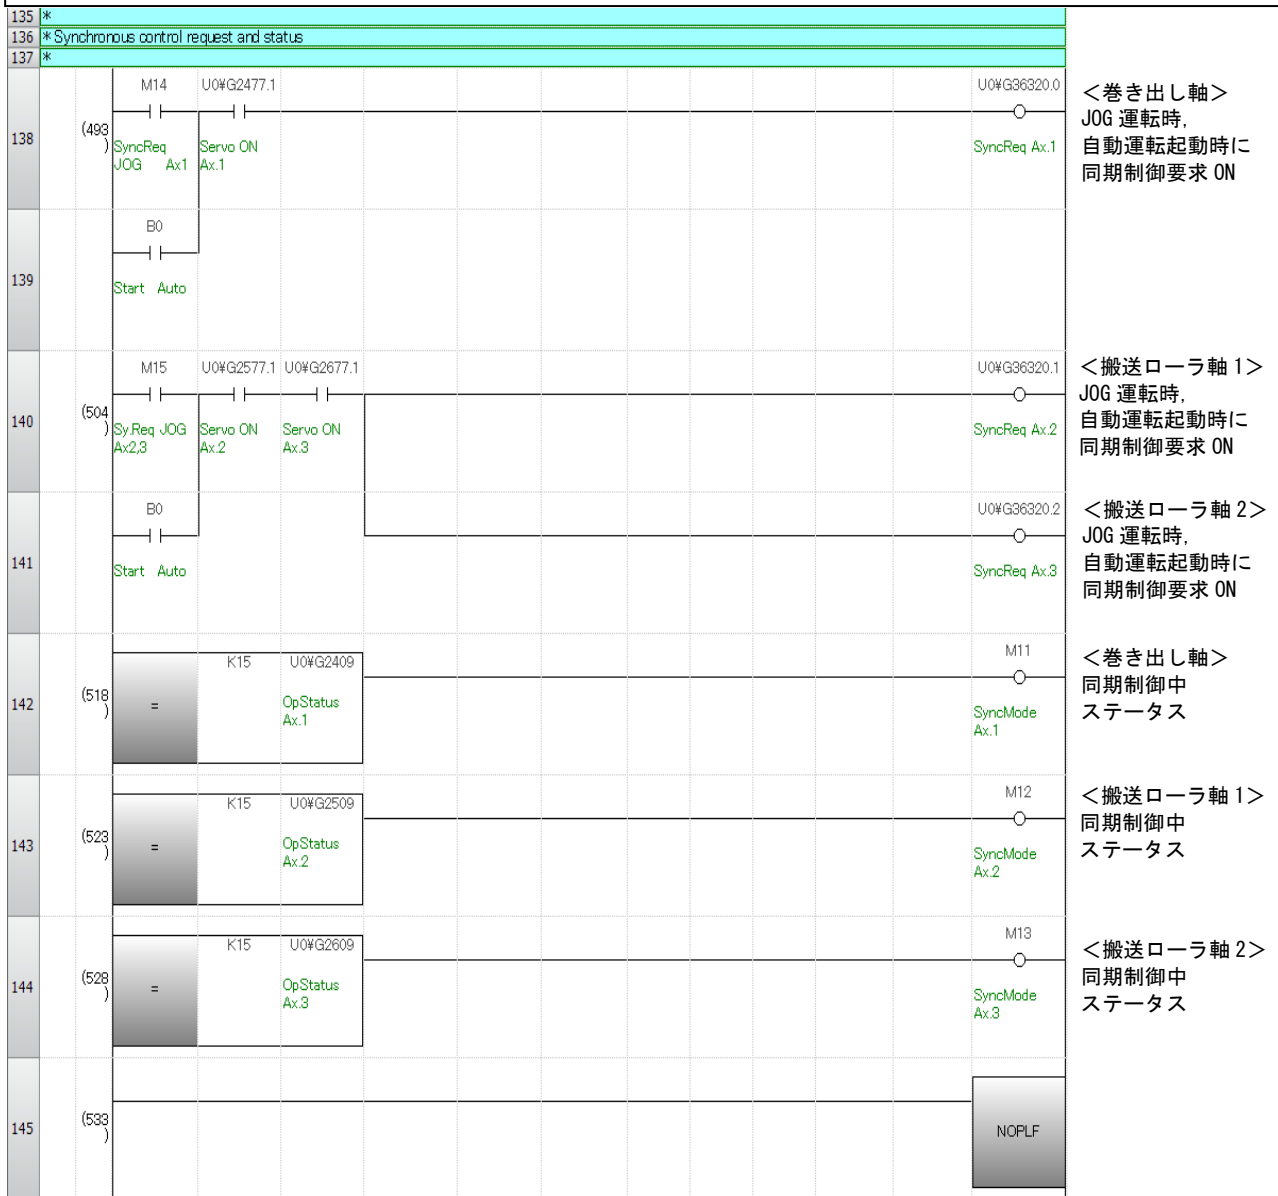 135 *
136 * Synchronous control request and status
137 *
M14 U0¥G2477.1 U0¥G36320.0
138 (493)
SyncReq JOG Ax1
Servo ON Ax.1
SyncReq Ax.1
<巻き出し軸>
JOG 運転時,
自動運転起動時に
同期制御要求 ON
B0
139
Start Auto
M15 U0¥G2577.1 U0¥G2677.1 U0¥G36320.1
140 (504)
Sy.Req JOG Ax2,3
Servo ON Ax.2
Servo ON Ax.3
SyncReq Ax.2
<搬送ローラ軸 1>
JOG 運転時,
自動運転起動時に
同期制御要求 ON
B0 U0¥G36320.2
141
Start Auto
SyncReq Ax.3
<搬送ローラ軸 2>
JOG 運転時,
自動運転起動時に
同期制御要求 ON
K15 U0¥G2409 M11
142 (518) =
OpStatus Ax.1
SyncMode Ax.1
<巻き出し軸>
同期制御中
ステータス
K15 U0¥G2509 M12
143 (523) =
OpStatus Ax.2
SyncMode Ax.2
<搬送ローラ軸 1>
同期制御中
ステータス
K15 U0¥G2609 M13
144 (528) =
OpStatus Ax.3
SyncMode Ax.3
<搬送ローラ軸 2>
同期制御中
ステータス
145 (533) NOPLF